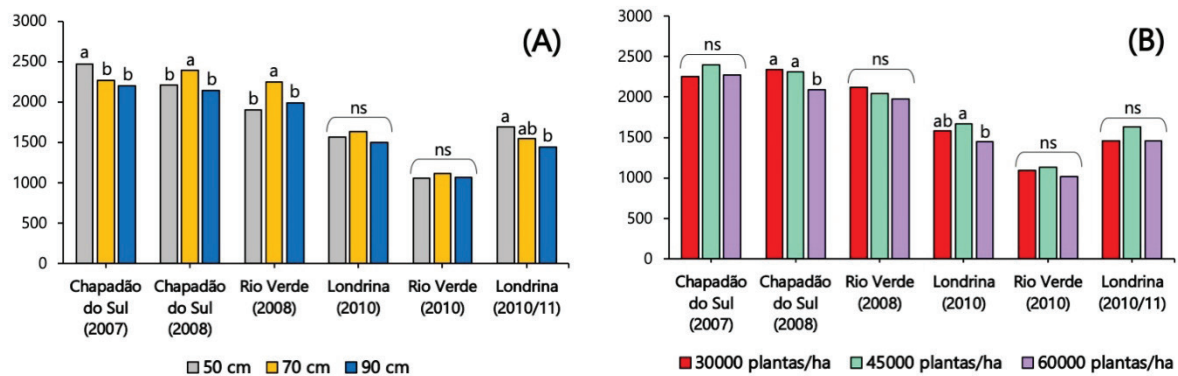 (A)
3000
2500
2000
1500
1000
500
0
a b b
b a b
b a b
ns
ns
a ab b
Chapadão do Sul (2007)
Chapadão do Sul (2008)
Rio Verde (2008)
Londrina (2010)
Rio Verde (2010)
Londrina (2010/11)
50 cm 70 cm 90 cm
(B)
3000
2500
2000
1500
1000
500
0
ns
a a b
ns
ab a b
ns
ns
Chapadão do Sul (2007)
Chapadão do Sul (2008)
Rio Verde (2008)
Londrina (2010)
Rio Verde (2010)
Londrina (2010/11)
30000 plantas/ha 45000 plantas/ha 60000 plantas/ha